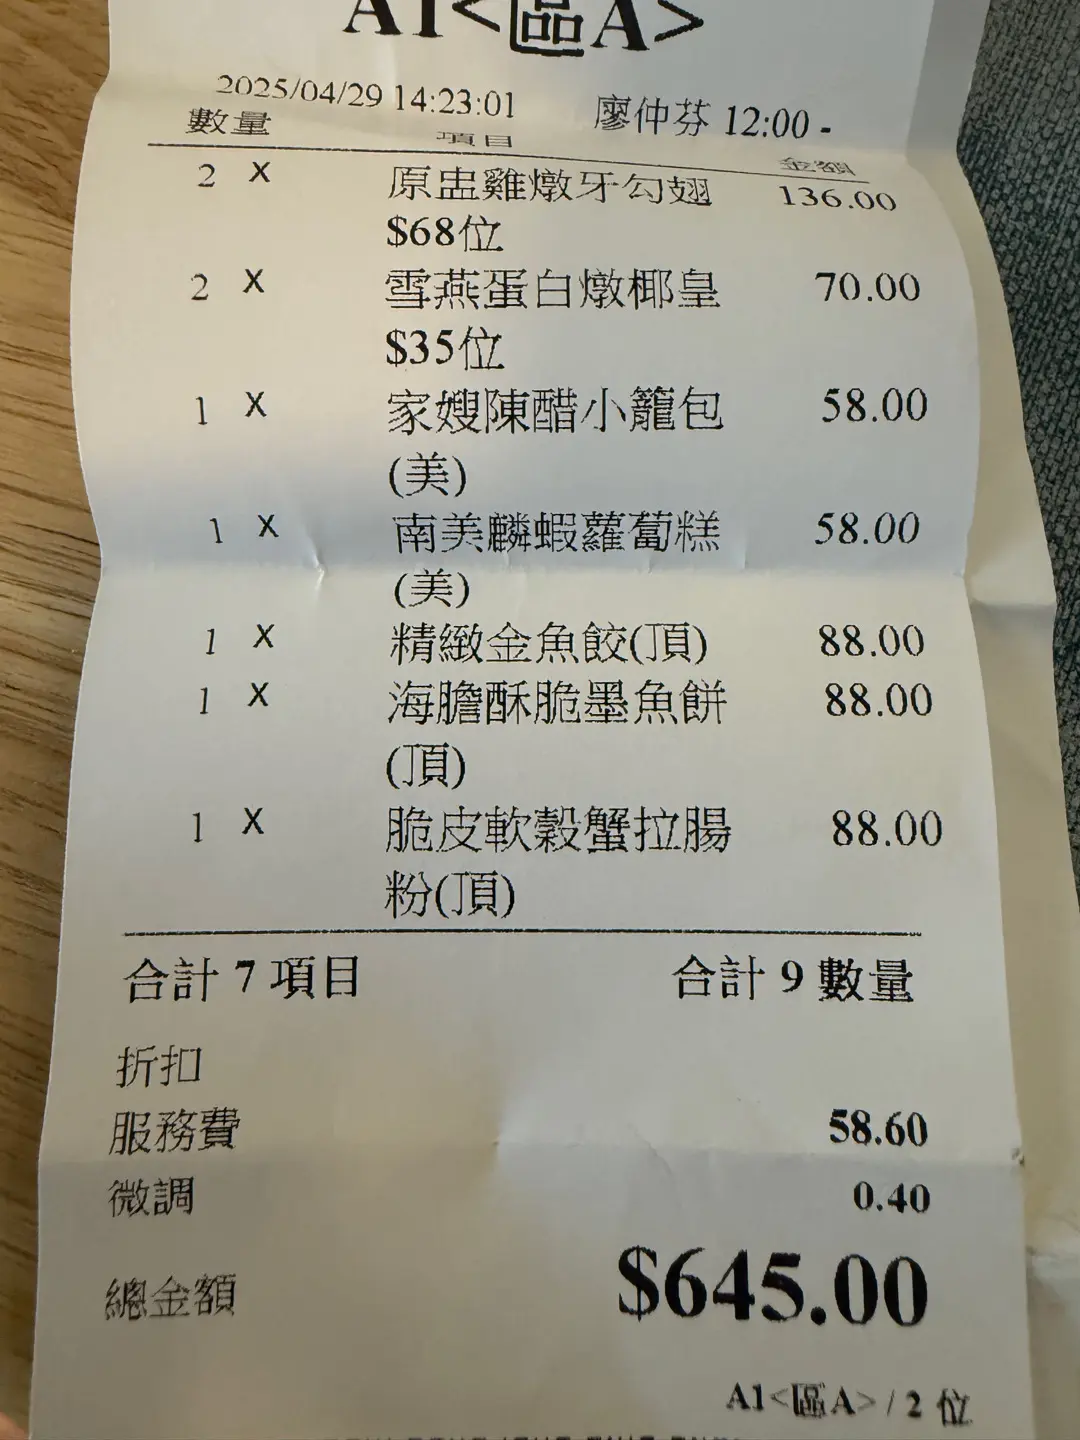 A1<區A>
2025/04/29 14:23:01 廖仲芬 12:00 -
數量 項目 金額
2 X 原盅雞燉牙勾翅 136.00
$68位
2 X 雪燕蛋白燉椰皇 70.00
$35位
1 X 家嫂陳醋小籠包 58.00
(美)
1 X 南美麟蝦蘿蔔糕 58.00
(美)
1 X 精緻金魚餃(頂) 88.00
1 X 海膽酥脆墨魚餅 88.00
(頂)
1 X 脆皮軟穀蟹拉腸 88.00
粉(頂)
合計 7 項目 合計 9 數量
折扣
服務費 58.60
微調 0.40
總金額 $645.00
A1<區A> / 2 位